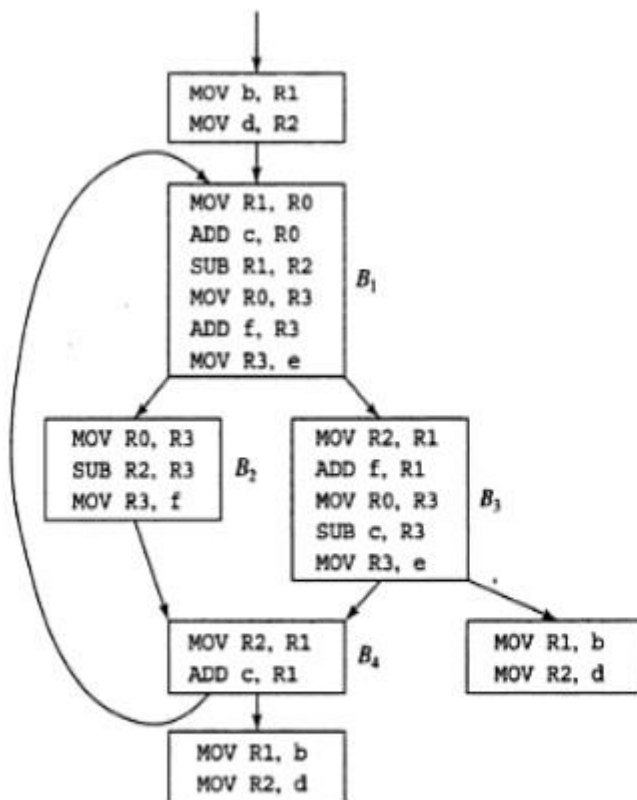 MOV b, R1
MOV d, R2
MOV R1, R0
ADD c, R0
SUB R1, R2
MOV R0, R3
ADD f, R3
MOV R3, e
B₁
MOV R0, R3
SUB R2, R3
MOV R3, f
B₂
MOV R2, R1
ADD f, R1
MOV R0, R3
SUB c, R3
MOV R3, e
B₃
MOV R2, R1
ADD c, R1
B₄
MOV R1, b
MOV R2, d
MOV R1, b
MOV R2, d